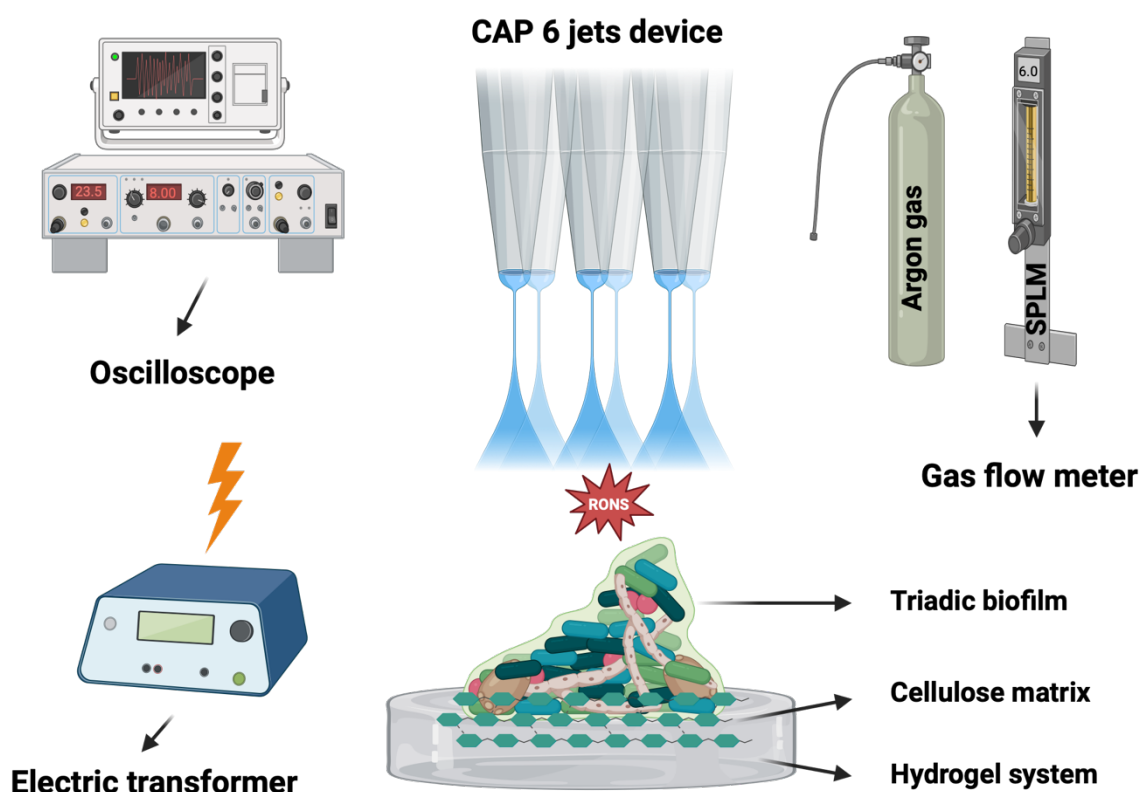 CAP 6 jets device
6.0
23.5
8.00
Argon gas
SPLM
Oscilloscope
Gas flow meter
RONS
Triadic biofilm
Cellulose matrix
Hydrogel system
Electric transformer